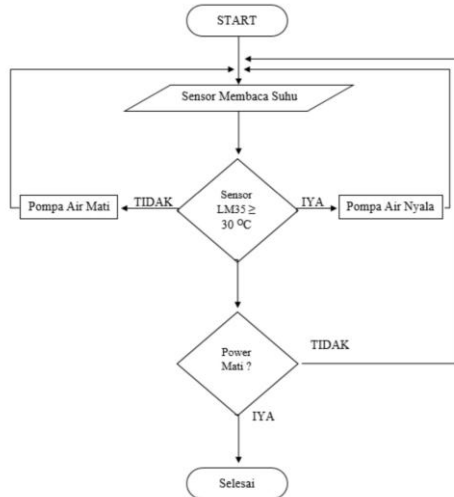 START
Sensor Membaca Suhu
Pompa Air Mati
TIDAK
Sensor
LM35 ≥
30 ⁰C
IYA
Pompa Air Nyala
Power
Mati ?
TIDAK
IYA
Selesai